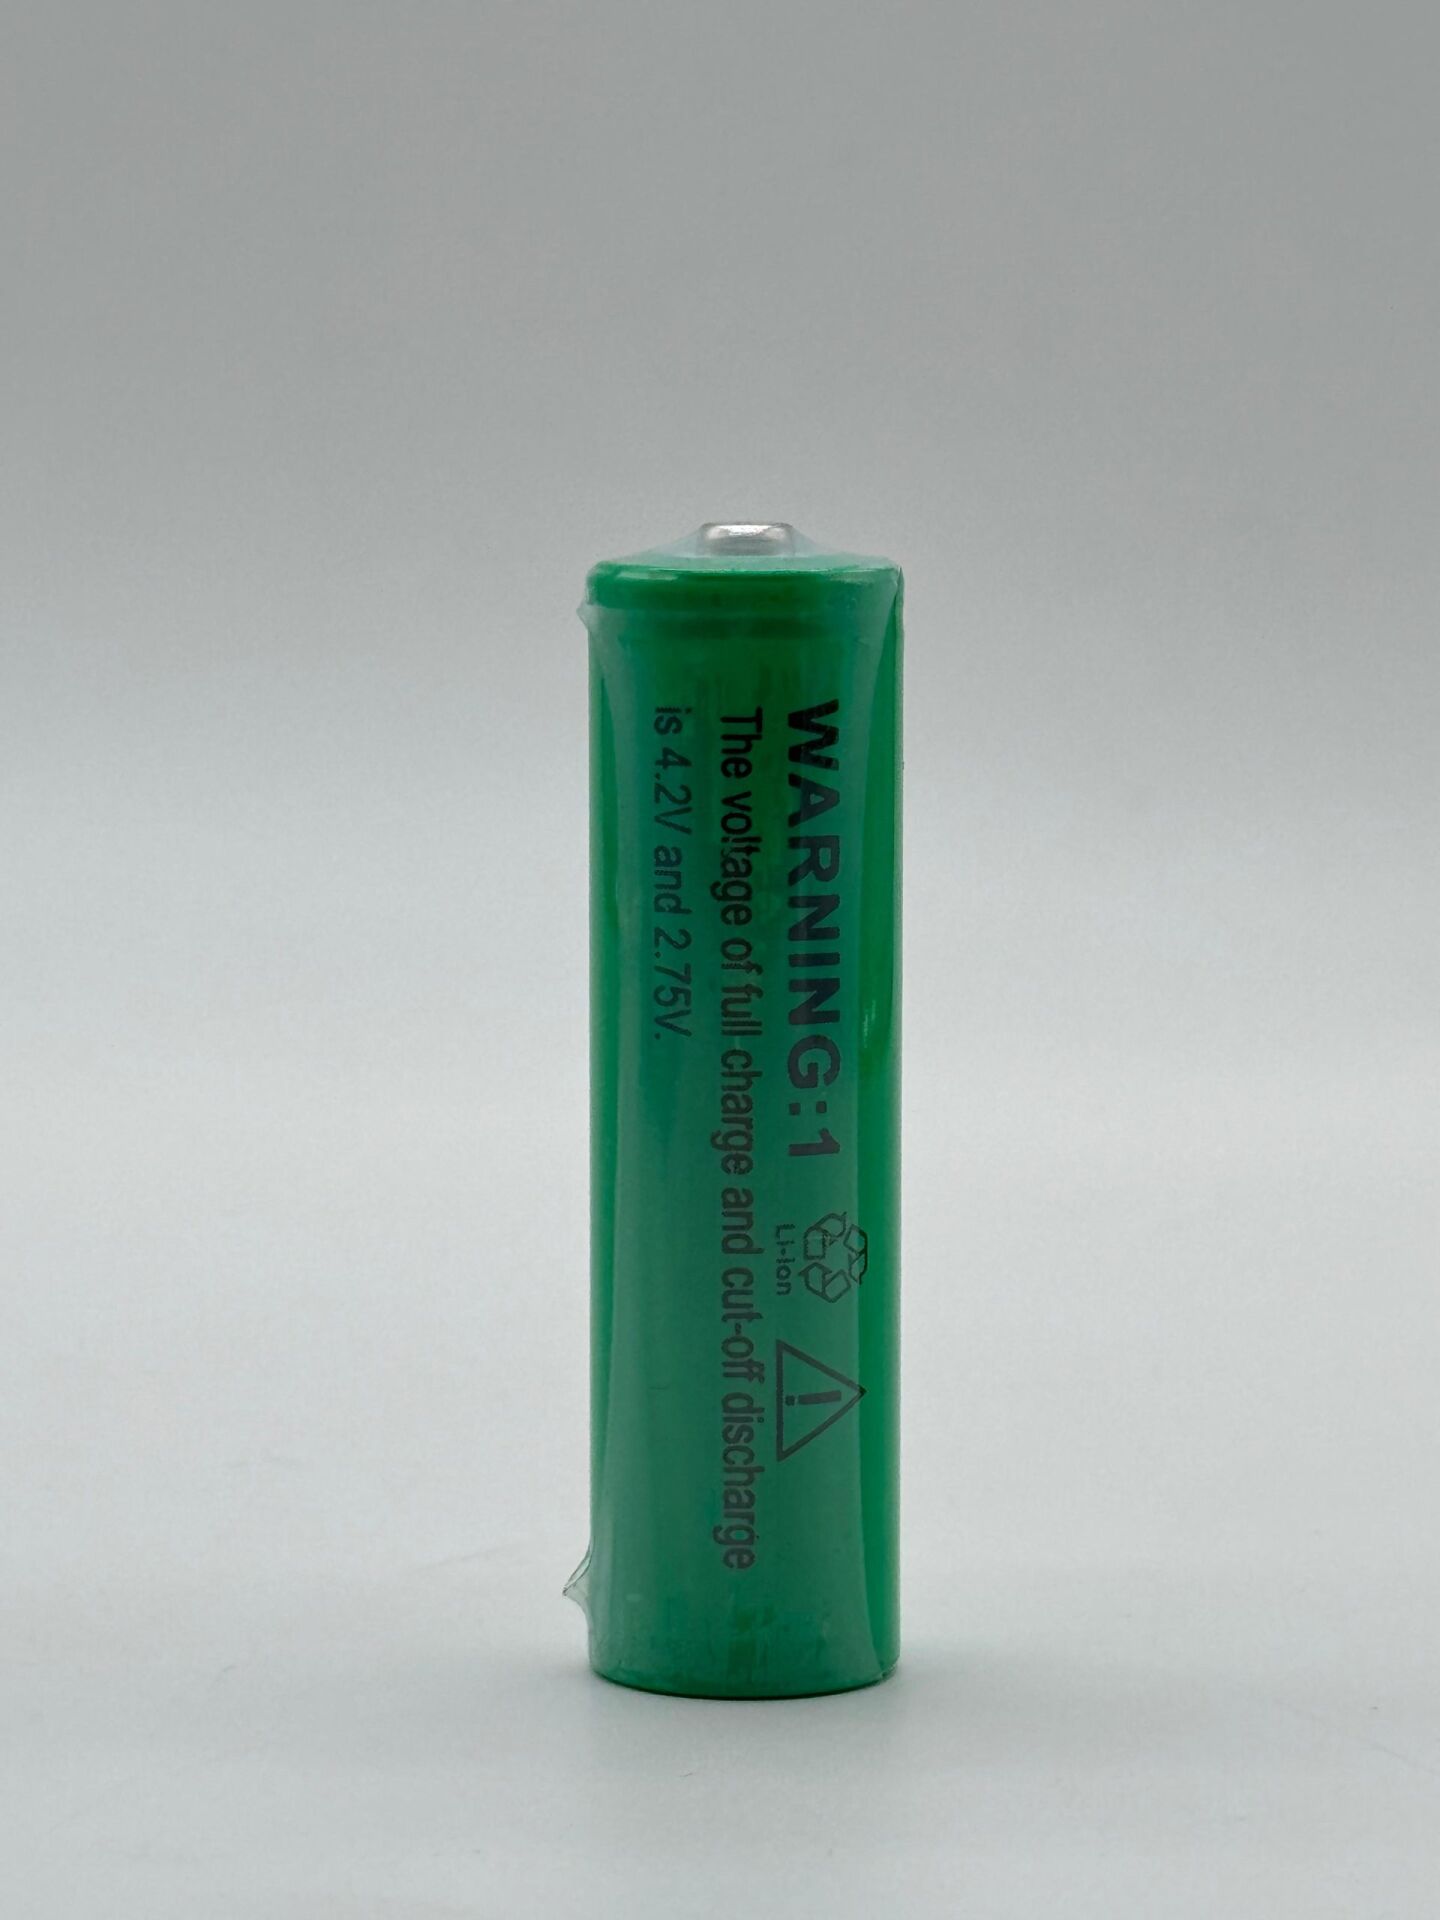 WARNING:1
Li-ion
The voltage of full charge and cut-off discharge
is 4.2V and 2.75V.